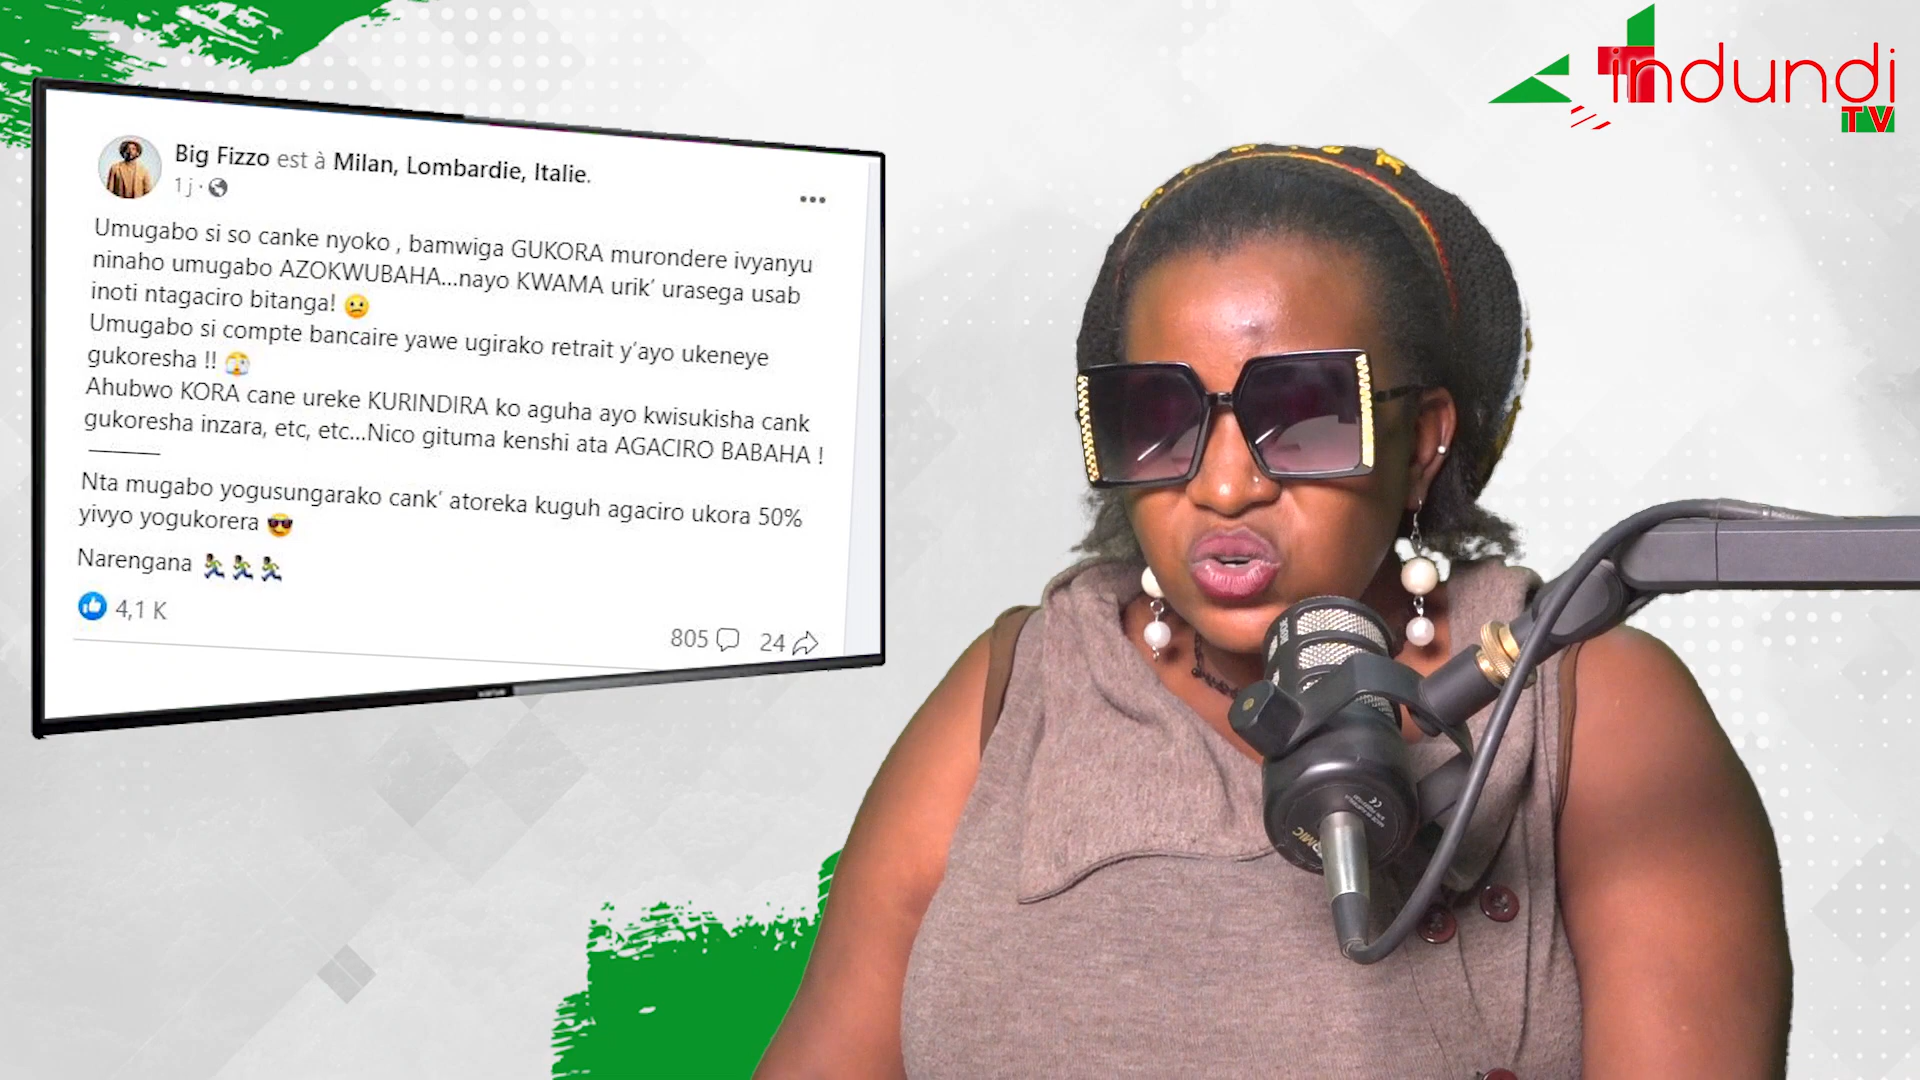 indundi
TV
Big Fizzo est à Milan, Lombardie, Italie.
1 j ·
Umugabo si so canke nyoko , bamwiga GUKORA murondere ivyanyu
ninaho umugabo AZOKWUBAHA...nayo KWAMA urik' urasega usab
inoti ntagaciro bitanga! 😢
Umugabo si compte bancaire yawe ugirako retrait y'ayo ukeneye
gukoresha !! 🫣
Ahubwo KORA cane ureke KURINDIRA ko aguha ayo kwisukisha cank
gukoresha inzara, etc, etc...Nico gituma kenshi ata AGACIRO BABAHA !
———
Nta mugabo yogusungarako cank' atoreka kuguh agaciro ukora 50%
yivyo yogukorera 😎
Narengana 🏃🏃🏃
4,1 K
805 24
RODE